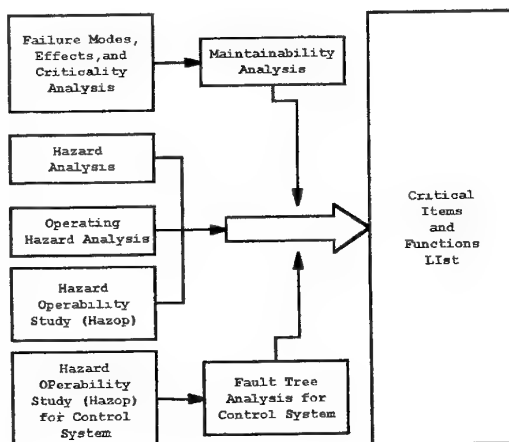 Failure Modes,
Effects,and
Criticality
Analysis
Maintainability
Analysis
Hazard
Analysis
Operating
Hazard Analysis
Hazard
Operability
Study (Hazop)
Hazard
OPerability
Study (Hazop)
for Control
System
Fault Tree
Analysis for
Control System
Critical
Items
and
Functions
LIst